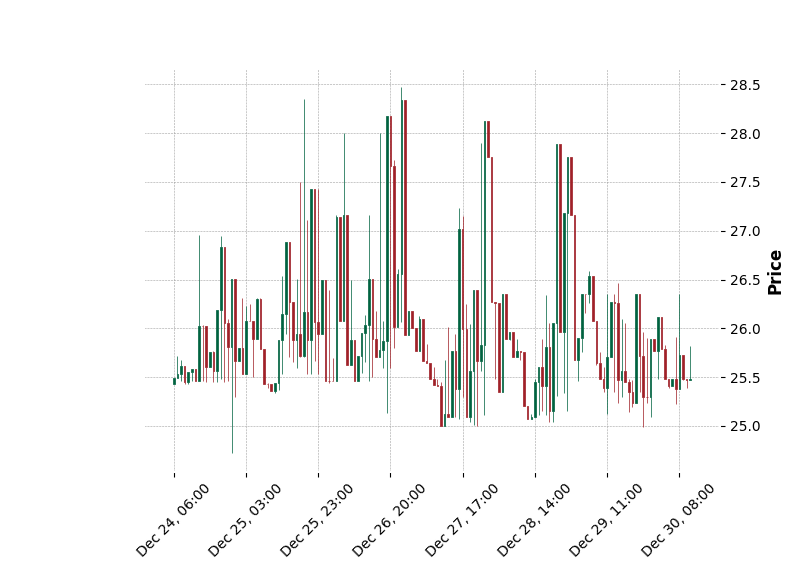 28.5
28.0
27.5
27.0
26.5
26.0
25.5
25.0
Price
Dec 24, 06:00
Dec 25, 03:00
Dec 25, 23:00
Dec 26, 20:00
Dec 27, 17:00
Dec 28, 14:00
Dec 29, 11:00
Dec 30, 08:00